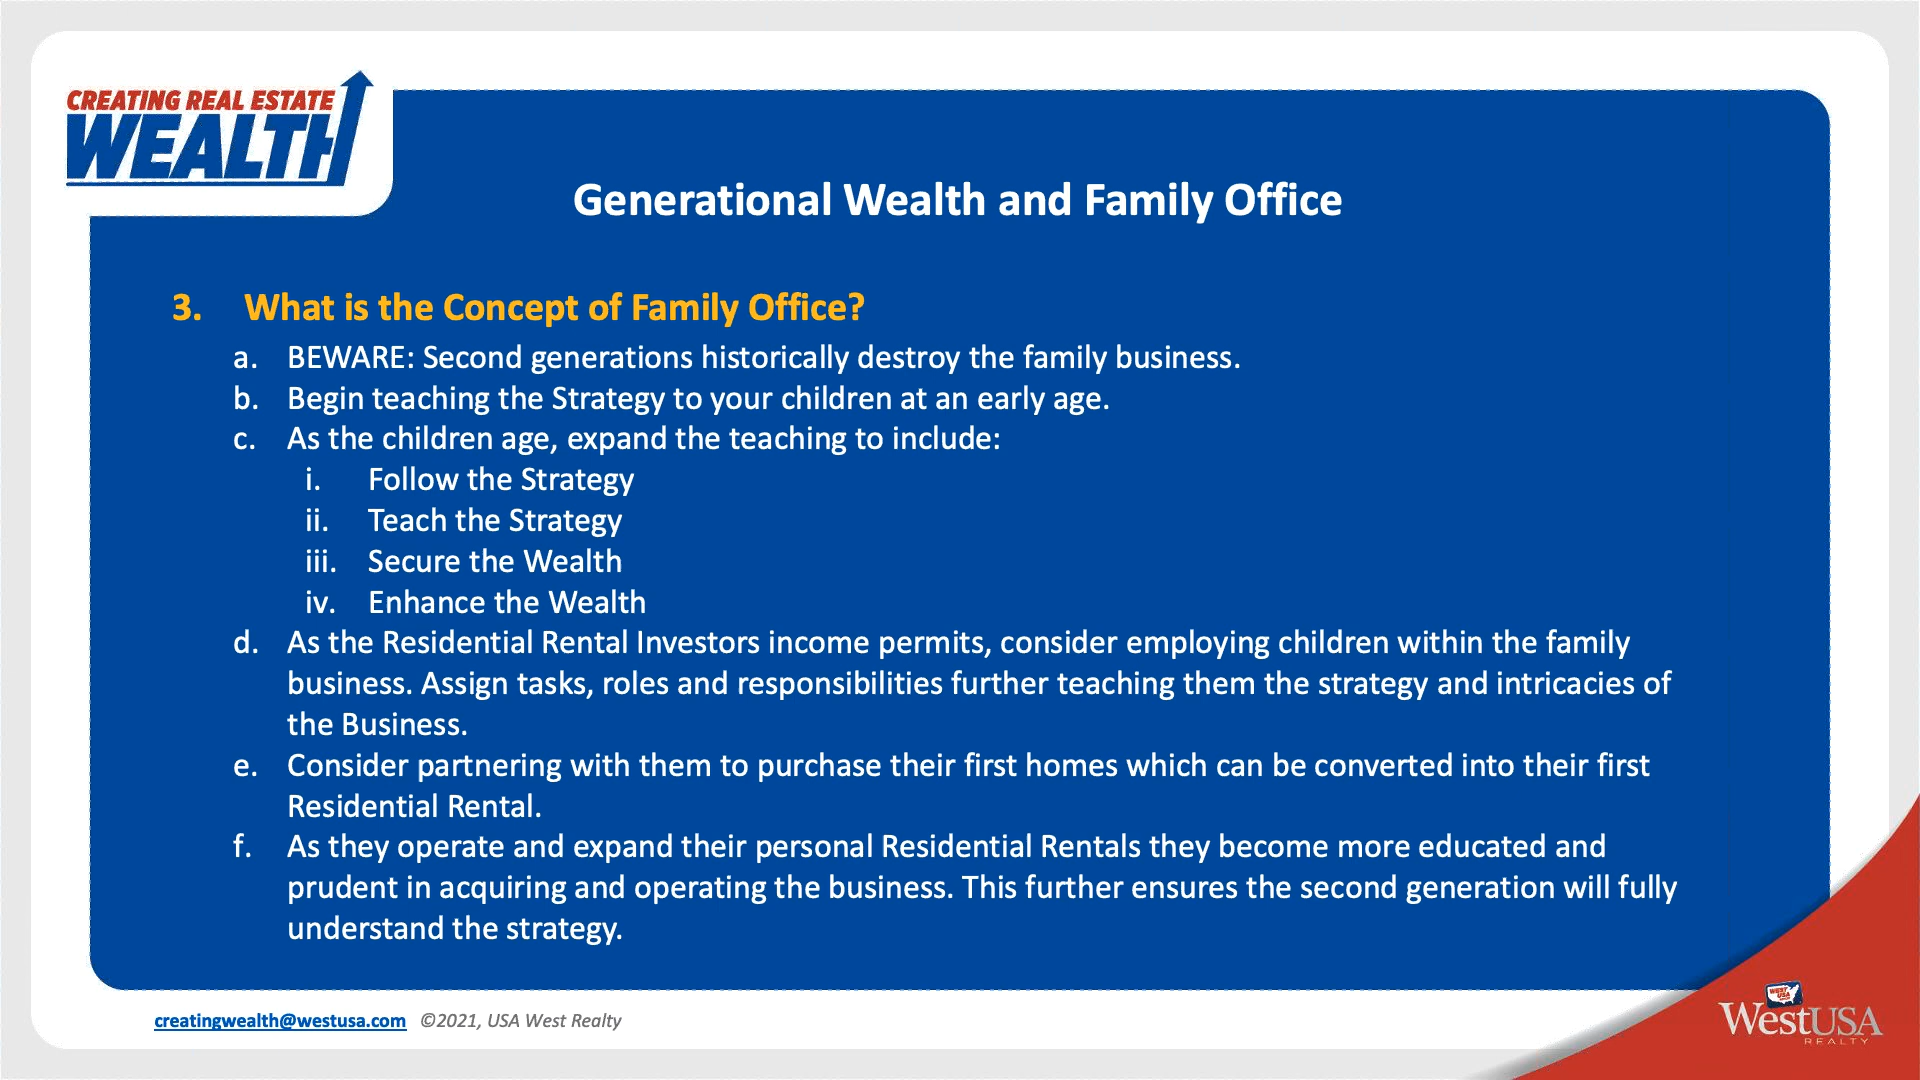 CREATING REAL ESTATE
WEALTH
Generational Wealth and Family Office
3. What is the Concept of Family Office?
a. BEWARE: Second generations historically destroy the family business.
b. Begin teaching the Strategy to your children at an early age.
c. As the children age, expand the teaching to include:
i. Follow the Strategy
ii. Teach the Strategy
iii. Secure the Wealth
iv. Enhance the Wealth
d. As the Residential Rental Investors income permits, consider employing children within the family
business. Assign tasks, roles and responsibilities further teaching them the strategy and intricacies of
the Business.
e. Consider partnering with them to purchase their first homes which can be converted into their first
Residential Rental.
f. As they operate and expand their personal Residential Rentals they become more educated and
prudent in acquiring and operating the business. This further ensures the second generation will fully
understand the strategy.
creatingwealth@westusa.com ©2021, USA West Realty
WEST
USA
WESTUSA
REALTY